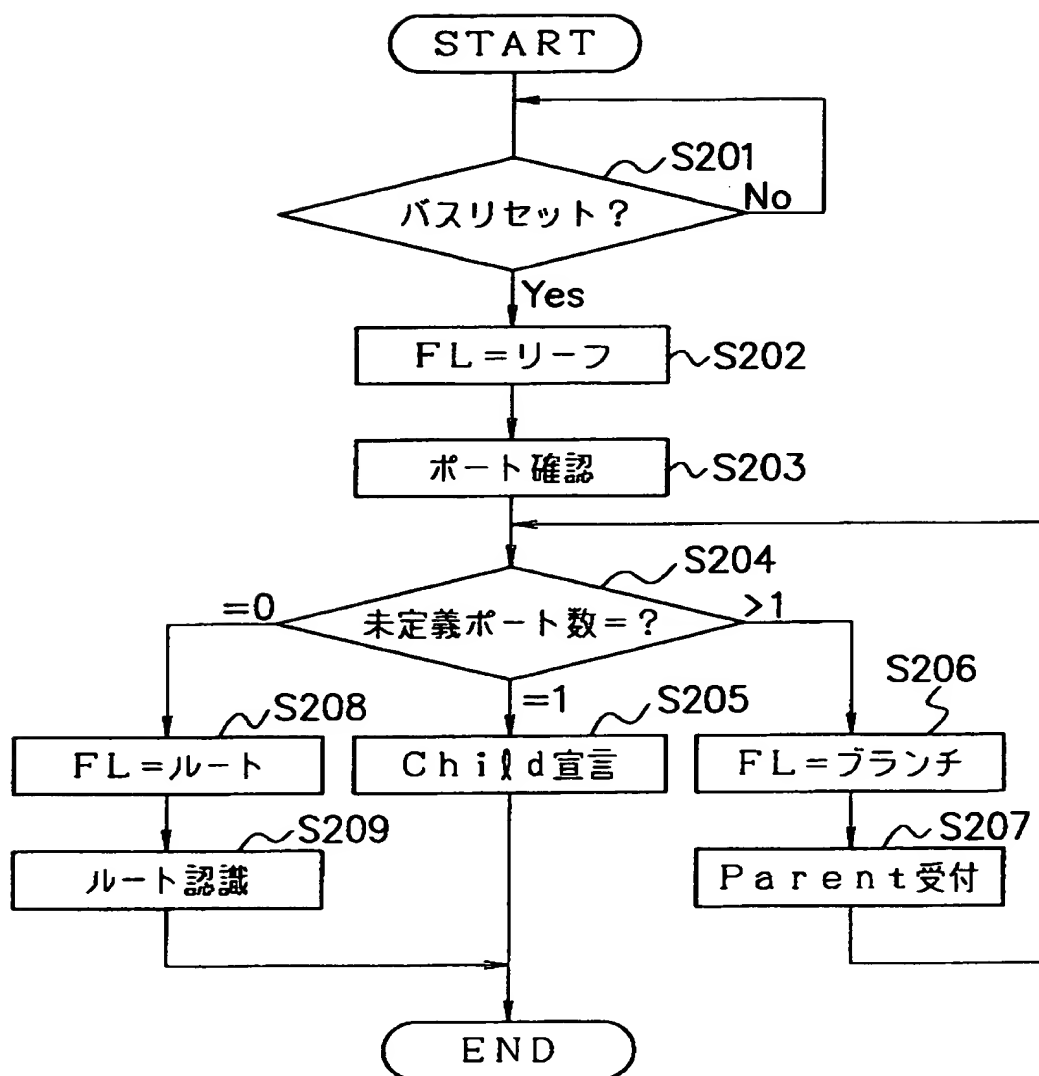 START
S201
バスリセット？
No
Yes
FL=リーフ
S202
ポート確認
S203
S204
=0
未定義ポート数=？
>1
=1
S208
S205
S206
FL=ルート
Child宣言
FL=ブランチ
S209
S207
ルート認識
Parent受付
END